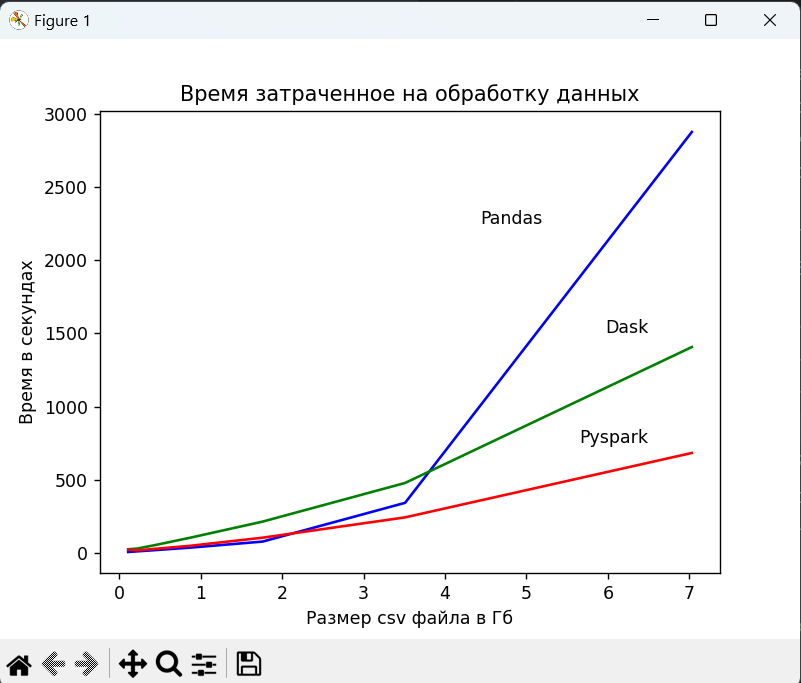 Figure 1
Время затраченное на обработку данных
3000
2500
2000
1500
1000
500
0
Время в секундах
Pandas
Dask
Pyspark
0 1 2 3 4 5 6 7
Размер csv файла в Гб